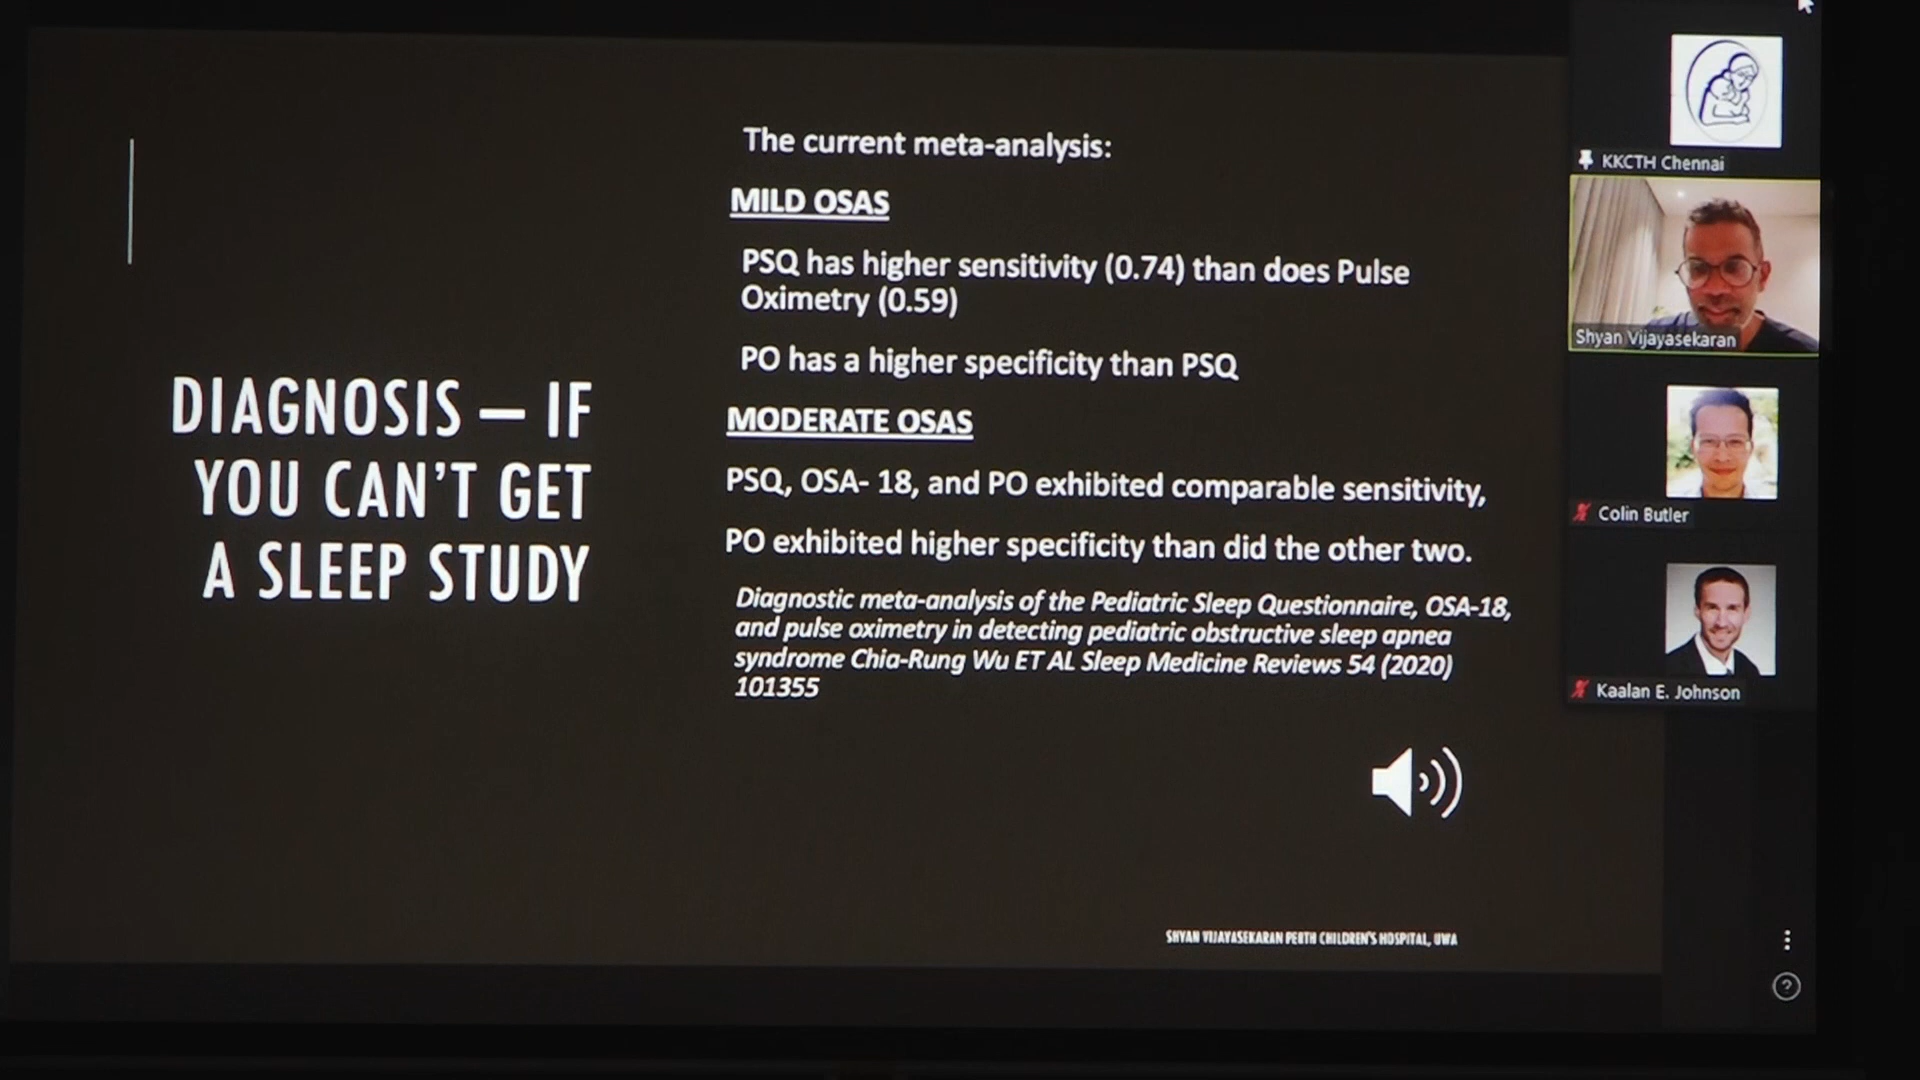 DIAGNOSIS – IF
YOU CAN'T GET
A SLEEP STUDY
The current meta-analysis:
MILD OSAS
PSQ has higher sensitivity (0.74) than does Pulse
Oximetry (0.59)
PO has a higher specificity than PSQ
MODERATE OSAS
PSQ, OSA- 18, and PO exhibited comparable sensitivity,
PO exhibited higher specificity than did the other two.
Diagnostic meta-analysis of the Pediatric Sleep Questionnaire, OSA-18,
and pulse oximetry in detecting pediatric obstructive sleep apnea
syndrome Chia-Rung Wu ET AL Sleep Medicine Reviews 54 (2020)
101355
SHYAN VIJAYASEKARAN PERTH CHILDREN'S HOSPITAL, UWA
KKCTH Chennai
Shyan Vijayasekaran
Colin Butler
Kaalan E. Johnson
?